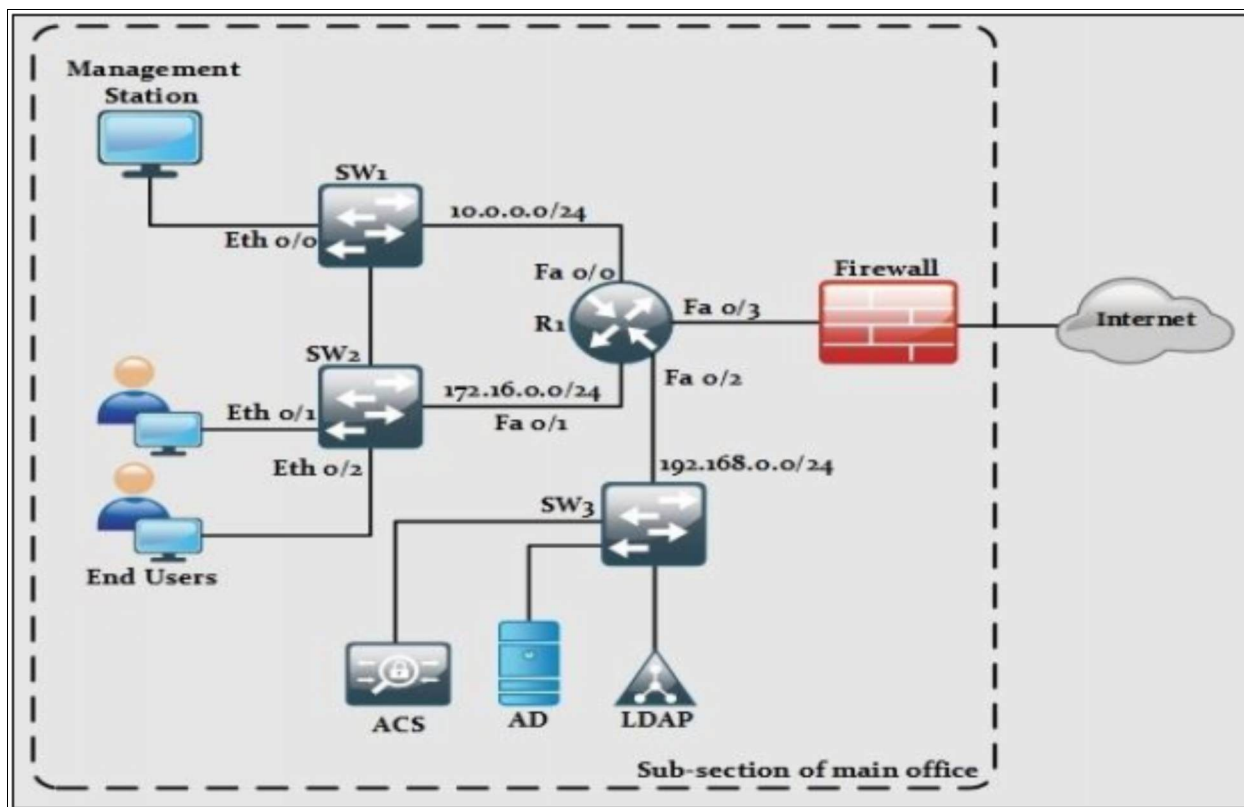 Management
Station
SW1
10.0.0.0/24
Eth 0/0
Fa 0/0
Firewall
Fa 0/3
R1
Internet
SW2
172.16.0.0/24
Fa 0/2
Eth 0/1
Fa 0/1
Eth 0/2
192.168.0.0/24
SW3
End Users
ACS
AD
LDAP
Sub-section of main office